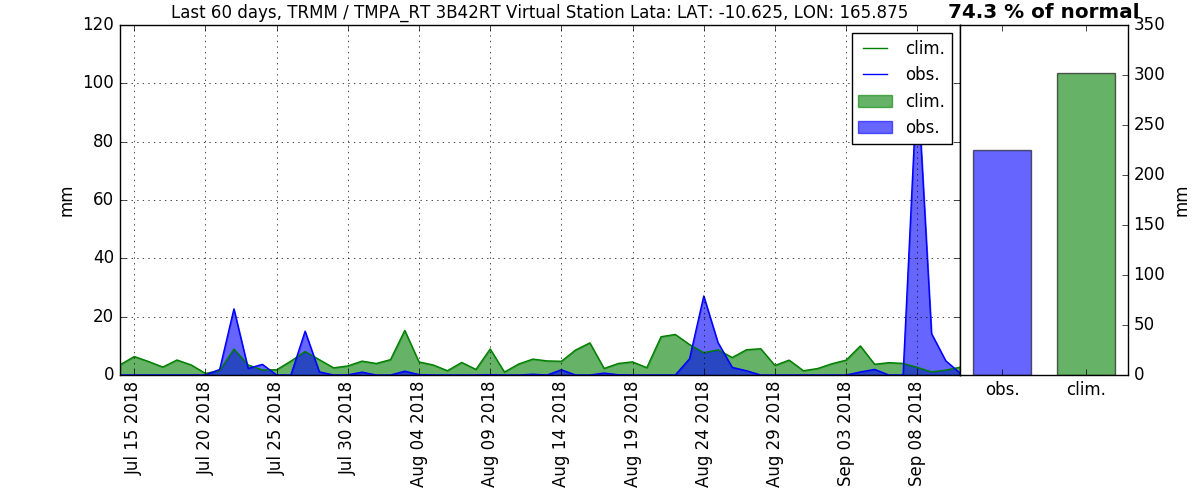 Last 60 days, TRMM / TMPA_RT 3B42RT Virtual Station Lata: LAT: -10.625, LON: 165.875
74.3 % of normal
120
100
80
60
40
20
0
mm
clim.
obs.
clim.
obs.
350
300
250
200
150
100
50
0
mm
Jul 15 2018
Jul 20 2018
Jul 25 2018
Jul 30 2018
Aug 04 2018
Aug 09 2018
Aug 14 2018
Aug 19 2018
Aug 24 2018
Aug 29 2018
Sep 03 2018
Sep 08 2018
obs.
clim.